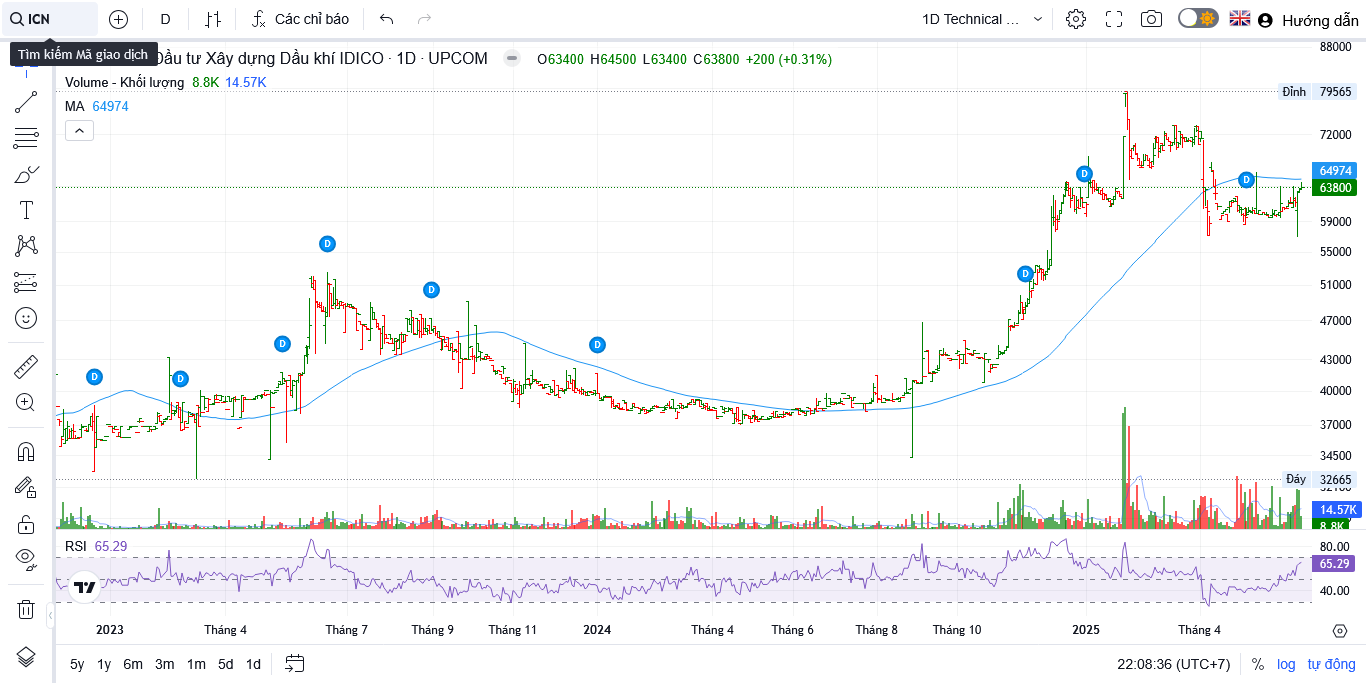 ICN D Các chỉ báo 1D Technical ... Hướng dẫn
Tìm kiếm Mã giao dịch
Đầu tư Xây dựng Dầu khí IDICO · 1D · UPCOM O63400 H64500 L63400 C63800 +200 (+0.31%)
Volume - Khối lượng 8.8K 14.57K
MA 64974
88000
Đỉnh 79565
72000
64974
63800
59000
55000
51000
47000
43000
40000
37000
34500
Đáy 32665
14.57K
8.8K
D
D
D
D
D
D
D
D
D
RSI 65.29
80.00
65.29
40.00
2023 Tháng 4 Tháng 7 Tháng 9 Tháng 11 2024 Tháng 4 Tháng 6 Tháng 8 Tháng 10 2025 Tháng 4
5y 1y 6m 3m 1m 5d 1d 22:08:36 (UTC+7) % log tự động